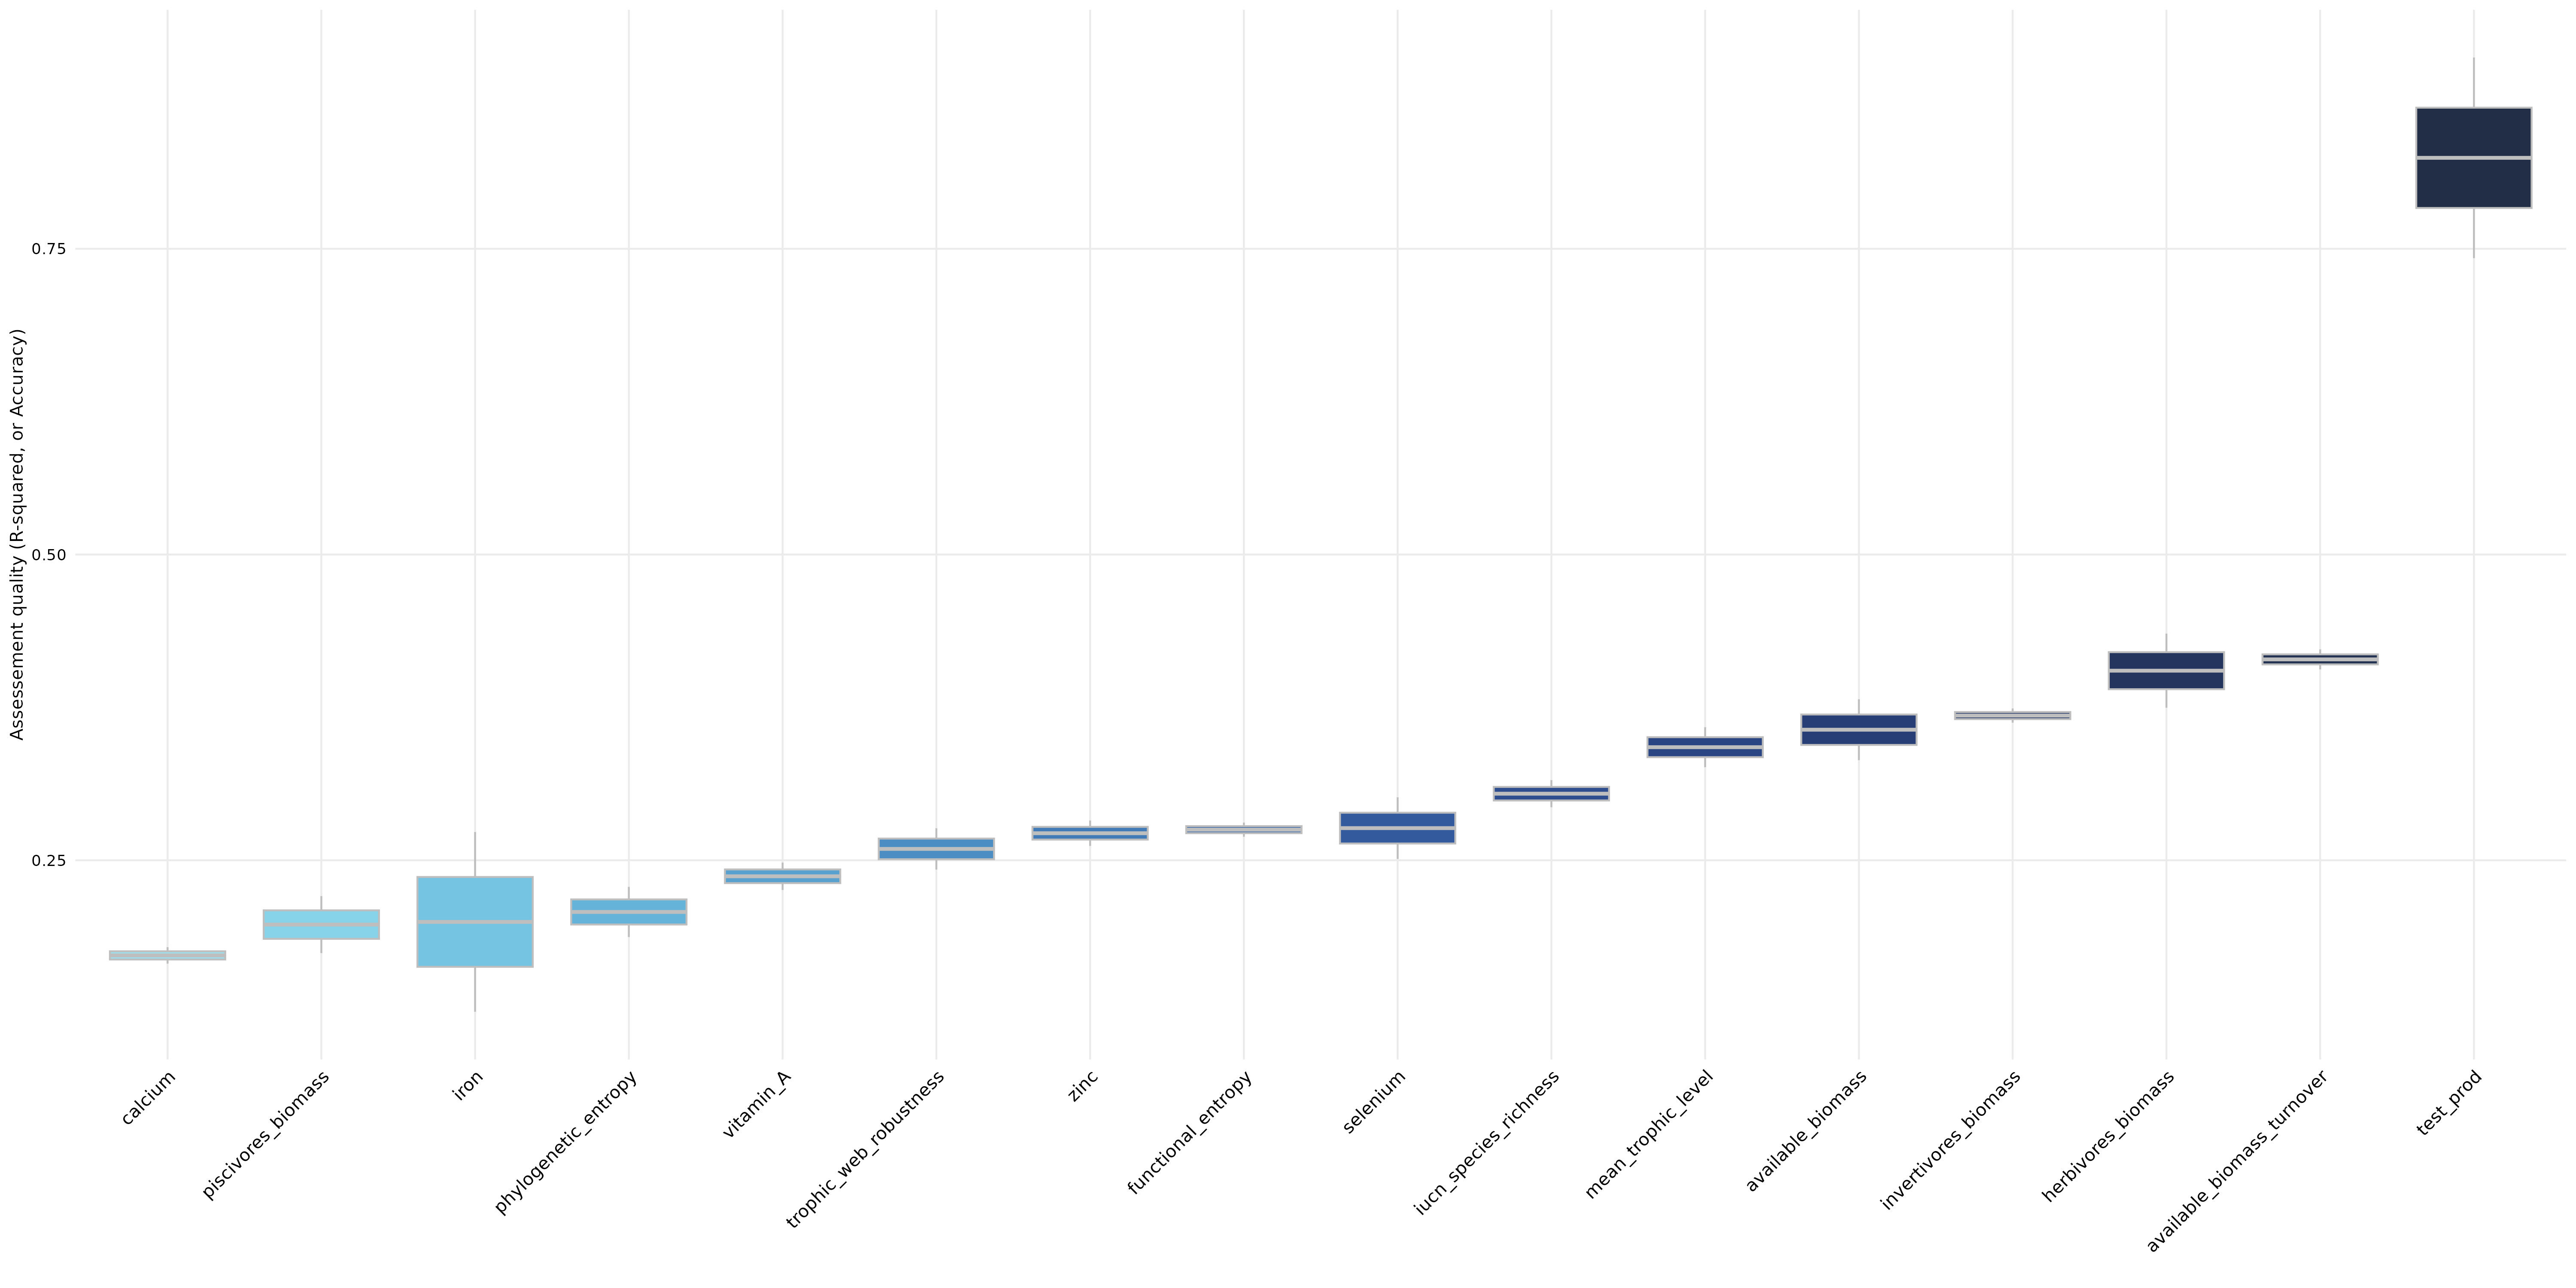 Assessement quality (R-squared, or Accuracy)
0.75
0.50
0.25
calcium
piscivores_biomass
iron
phylogenetic_entropy
vitamin_A
trophic_web_robustness
zinc
functional_entropy
selenium
iucn_species_richness
mean_trophic_level
available_biomass
invertivores_biomass
herbivores_biomass
available_biomass_turnover
test_prod